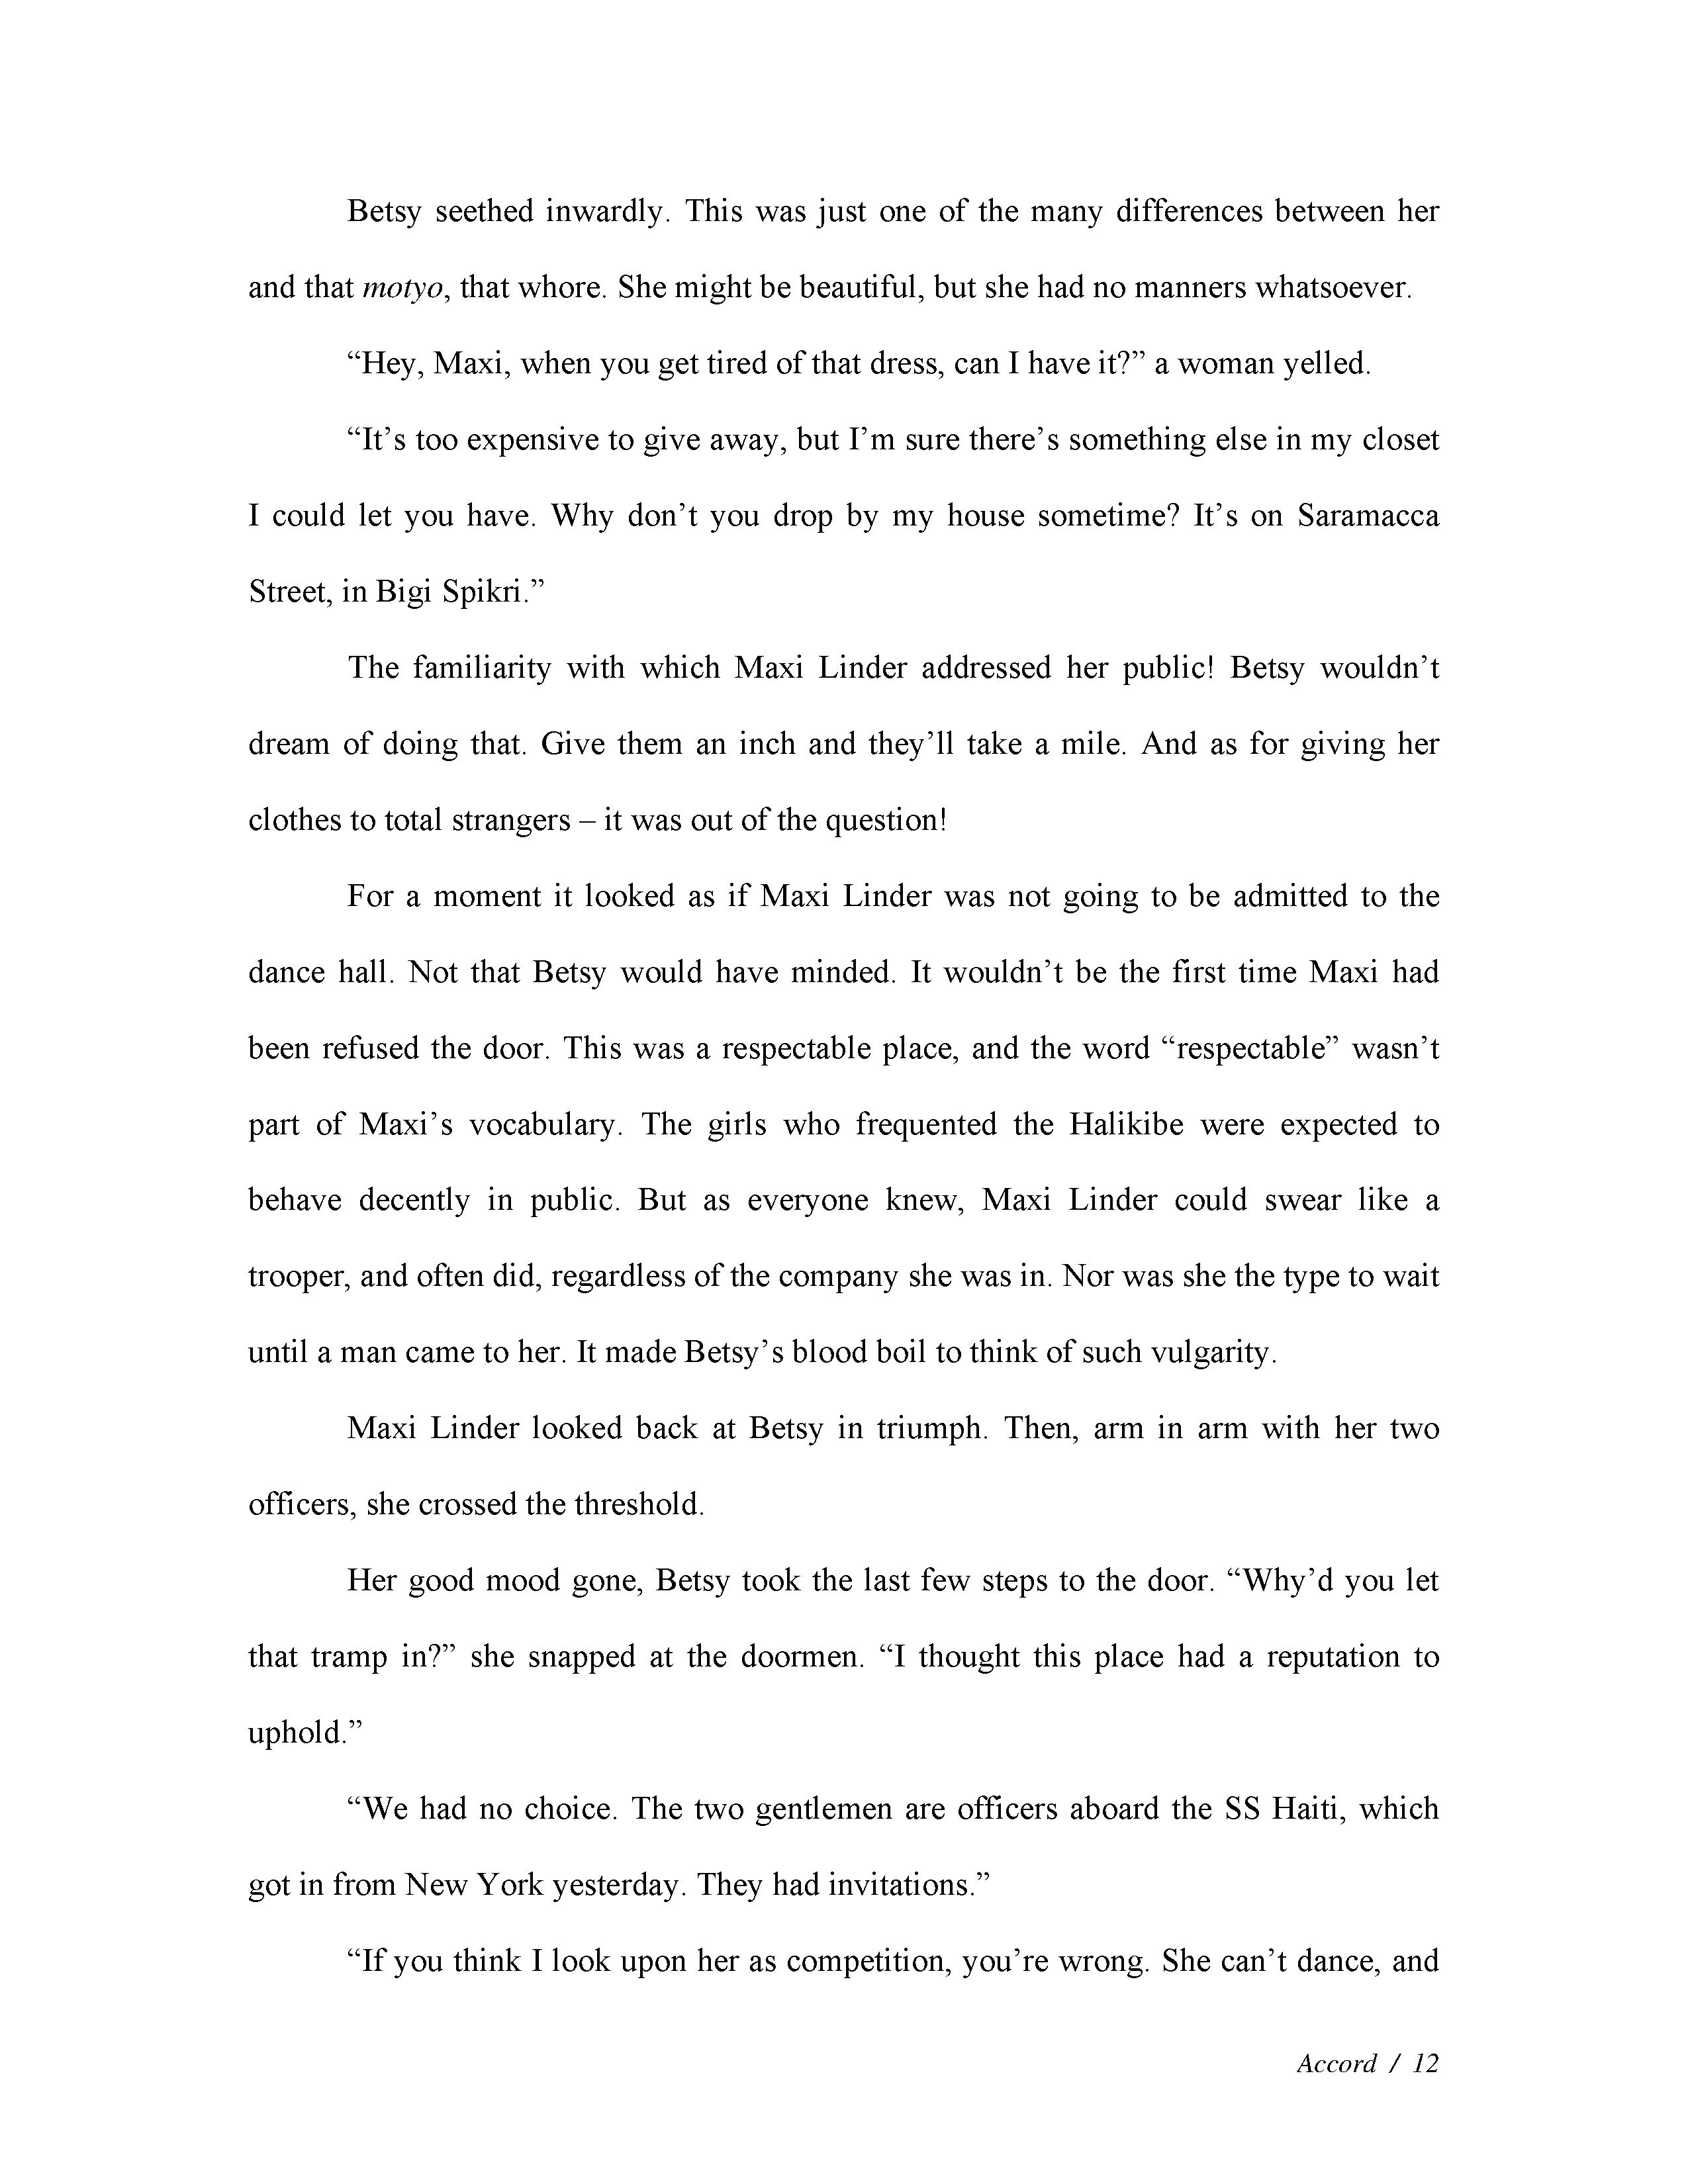 Betsy seethed inwardly. This was just one of the many differences between her
and that motyo, that whore. She might be beautiful, but she had no manners whatsoever.
“Hey, Maxi, when you get tired of that dress, can I have it?” a woman yelled.
“It’s too expensive to give away, but I’m sure there’s something else in my closet
I could let you have. Why don’t you drop by my house sometime? It’s on Saramacca
Street, in Bigi Spikri.”
The familiarity with which Maxi Linder addressed her public! Betsy wouldn’t
dream of doing that. Give them an inch and they’ll take a mile. And as for giving her
clothes to total strangers – it was out of the question!
For a moment it looked as if Maxi Linder was not going to be admitted to the
dance hall. Not that Betsy would have minded. It wouldn’t be the first time Maxi had
been refused the door. This was a respectable place, and the word “respectable” wasn’t
part of Maxi’s vocabulary. The girls who frequented the Halikibe were expected to
behave decently in public. But as everyone knew, Maxi Linder could swear like a
trooper, and often did, regardless of the company she was in. Nor was she the type to wait
until a man came to her. It made Betsy’s blood boil to think of such vulgarity.
Maxi Linder looked back at Betsy in triumph. Then, arm in arm with her two
officers, she crossed the threshold.
Her good mood gone, Betsy took the last few steps to the door. “Why’d you let
that tramp in?” she snapped at the doormen. “I thought this place had a reputation to
uphold.”
“We had no choice. The two gentlemen are officers aboard the SS Haiti, which
got in from New York yesterday. They had invitations.”
“If you think I look upon her as competition, you’re wrong. She can’t dance, and
Accord / 12